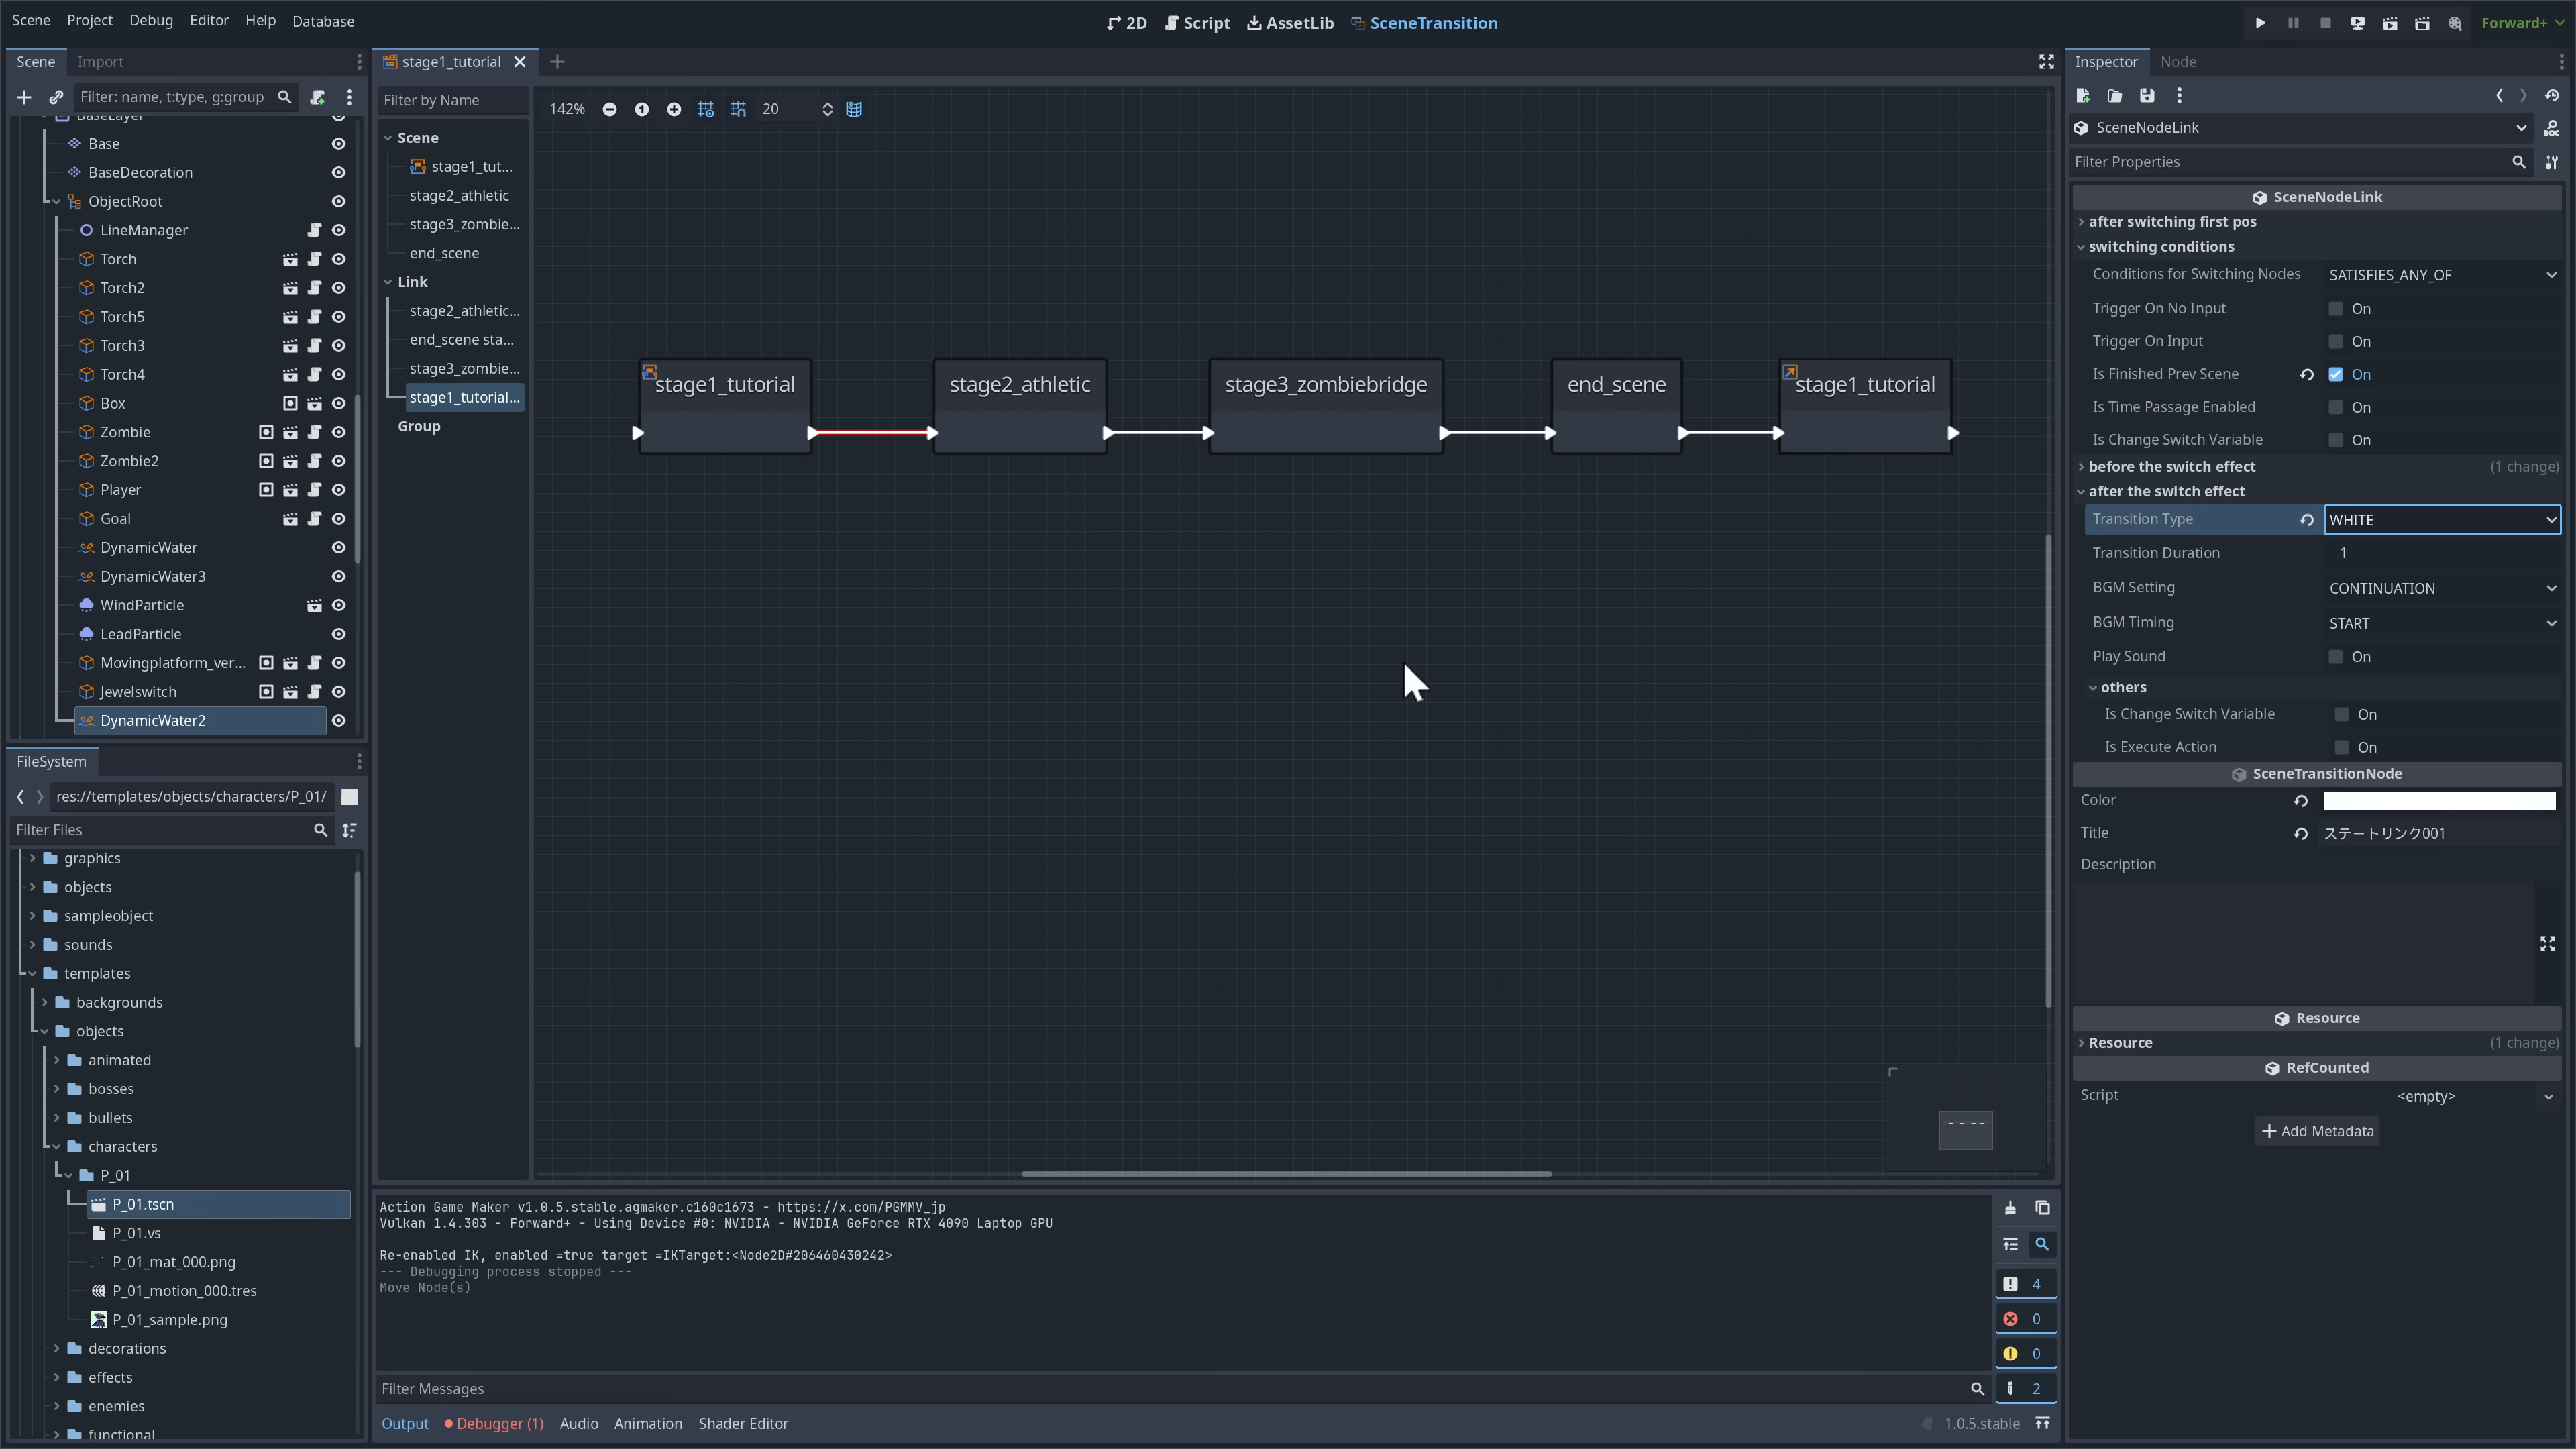 Scene Project Debug Editor Help Database
2D Script AssetLib SceneTransition
Forward+
Scene Import
Filter: name, t:type, g:group
BaseLayer
Base
BaseDecoration
ObjectRoot
LineManager
Torch
Torch2
Torch5
Torch3
Torch4
Box
Zombie
Zombie2
Player
Goal
DynamicWater
DynamicWater3
WindParticle
LeadParticle
Movingplatform_ver...
Jewelswitch
DynamicWater2
FileSystem
res://templates/objects/characters/P_01/
Filter Files
graphics
objects
sampleobject
sounds
templates
backgrounds
objects
animated
bosses
bullets
characters
P_01
P_01.tscn
P_01.vs
P_01_mat_000.png
P_01_motion_000.tres
P_01_sample.png
decorations
effects
enemies
functional
stage1_tutorial
Filter by Name
Scene
stage1_tut...
stage2_athletic
stage3_zombie...
end_scene
Link
stage2_athletic...
end_scene sta...
stage3_zombie...
stage1_tutorial...
Group
142% 1 20
stage1_tutorial
stage2_athletic
stage3_zombiebridge
end_scene
stage1_tutorial
Action Game Maker v1.0.5.stable.agmaker.c160c1673 - https://x.com/PGMMV_jp
Vulkan 1.4.303 - Forward+ - Using Device #0: NVIDIA - NVIDIA GeForce RTX 4090 Laptop GPU
Re-enabled IK, enabled =true target =IKTarget:<Node2D#206460430242>
--- Debugging process stopped ---
Move Node(s)
4
0
0
2
Filter Messages
Output Debugger (1) Audio Animation Shader Editor
1.0.5.stable
Inspector Node
SceneNodeLink
DOC
Filter Properties
SceneNodeLink
after switching first pos
switching conditions
Conditions for Switching Nodes SATISFIES_ANY_OF
Trigger On No Input On
Trigger On Input On
Is Finished Prev Scene On
Is Time Passage Enabled On
Is Change Switch Variable On
before the switch effect (1 change)
after the switch effect
Transition Type WHITE
Transition Duration 1
BGM Setting CONTINUATION
BGM Timing START
Play Sound On
others
Is Change Switch Variable On
Is Execute Action On
SceneTransitionNode
Color
Title ステートリンク001
Description
Resource
Resource (1 change)
RefCounted
Script <empty>
Add Metadata